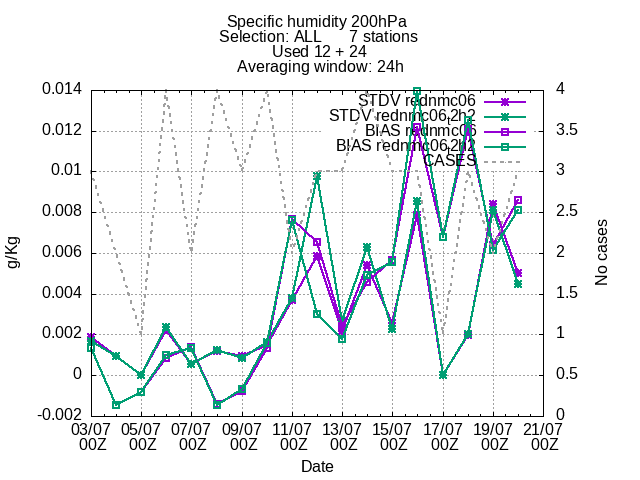 Specific humidity 200hPa
Selection: ALL 7 stations
Used 12 + 24
Averaging window: 24h
g/Kg
No cases
0.014
0.012
0.01
0.008
0.006
0.004
0.002
0
-0.002
4
3.5
3
2.5
2
1.5
1
0.5
0
STDV rednmc06
STDV rednmc06,2h2
BIAS rednmc06
BIAS rednmc06,2h2
CASES
03/07 05/07 07/07 09/07 11/07 13/07 15/07 17/07 19/07 21/07
00Z 00Z 00Z 00Z 00Z 00Z 00Z 00Z 00Z 00Z
Date